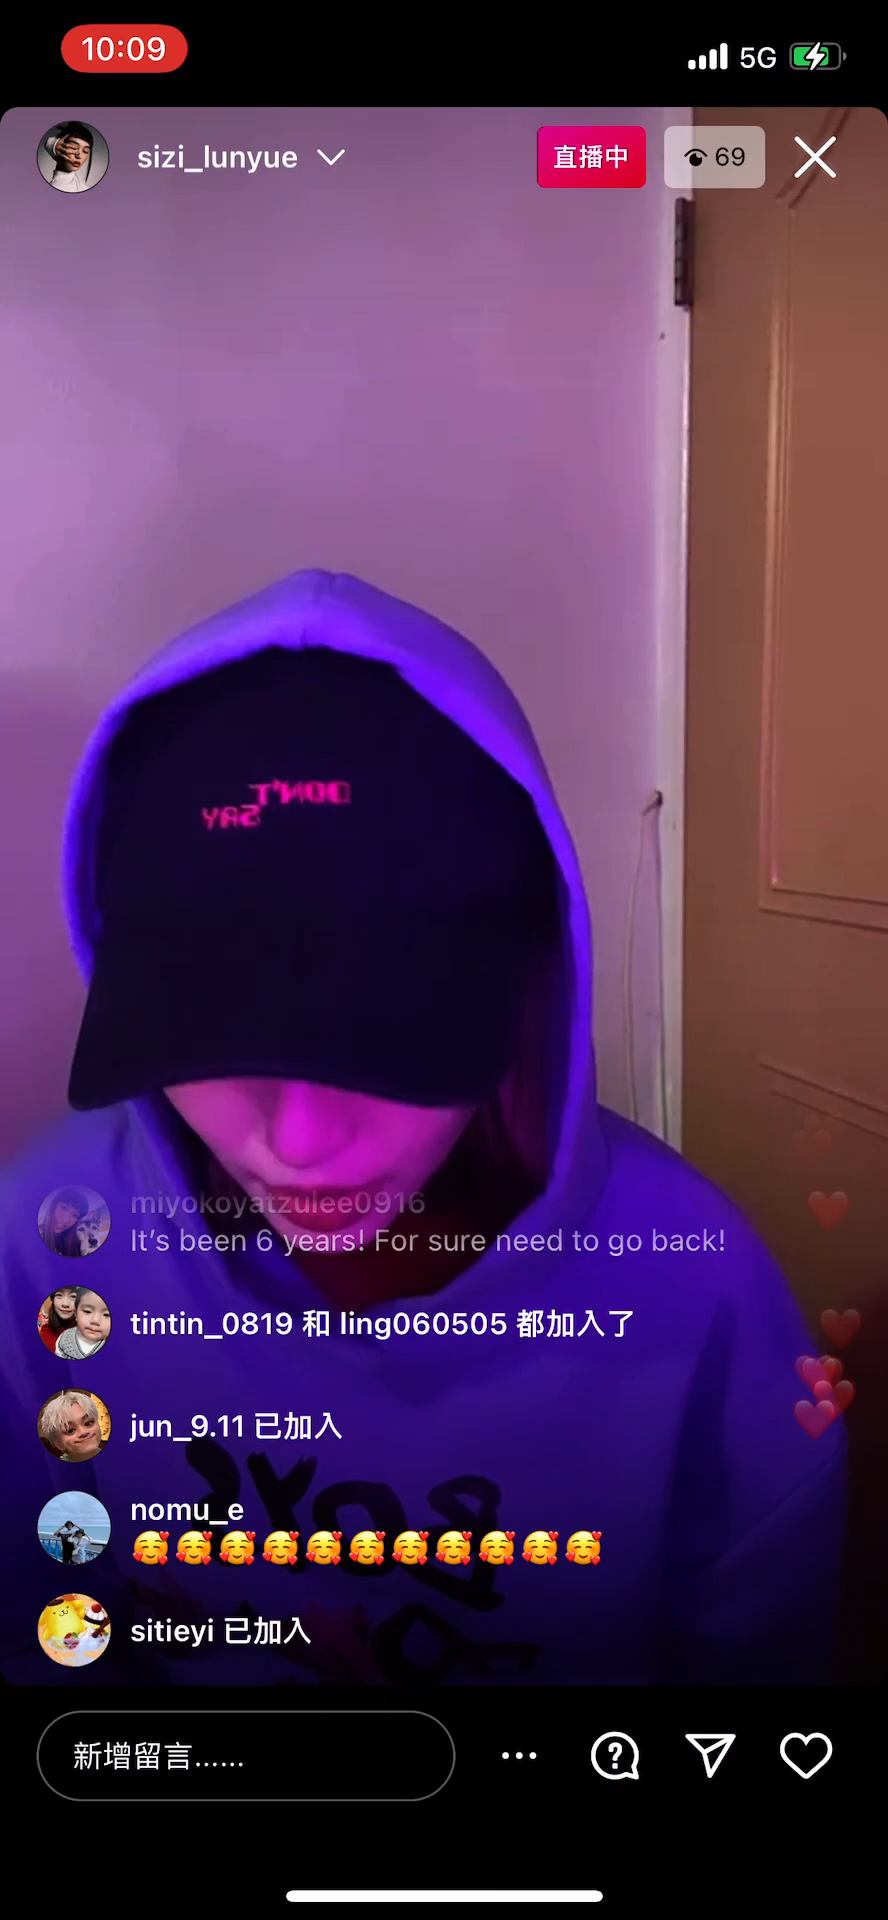 10:09
5G
sizi_lunyue
直播中
69
DON'T
SAY
miyokoyatzulee0916
It's been 6 years! For sure need to go back!
tintin_0819 和 ling060505 都加入了
jun_9.11 已加入
nomu_e
🥰🥰🥰🥰🥰🥰🥰🥰🥰🥰🥰
sitieyi 已加入
新增留言......